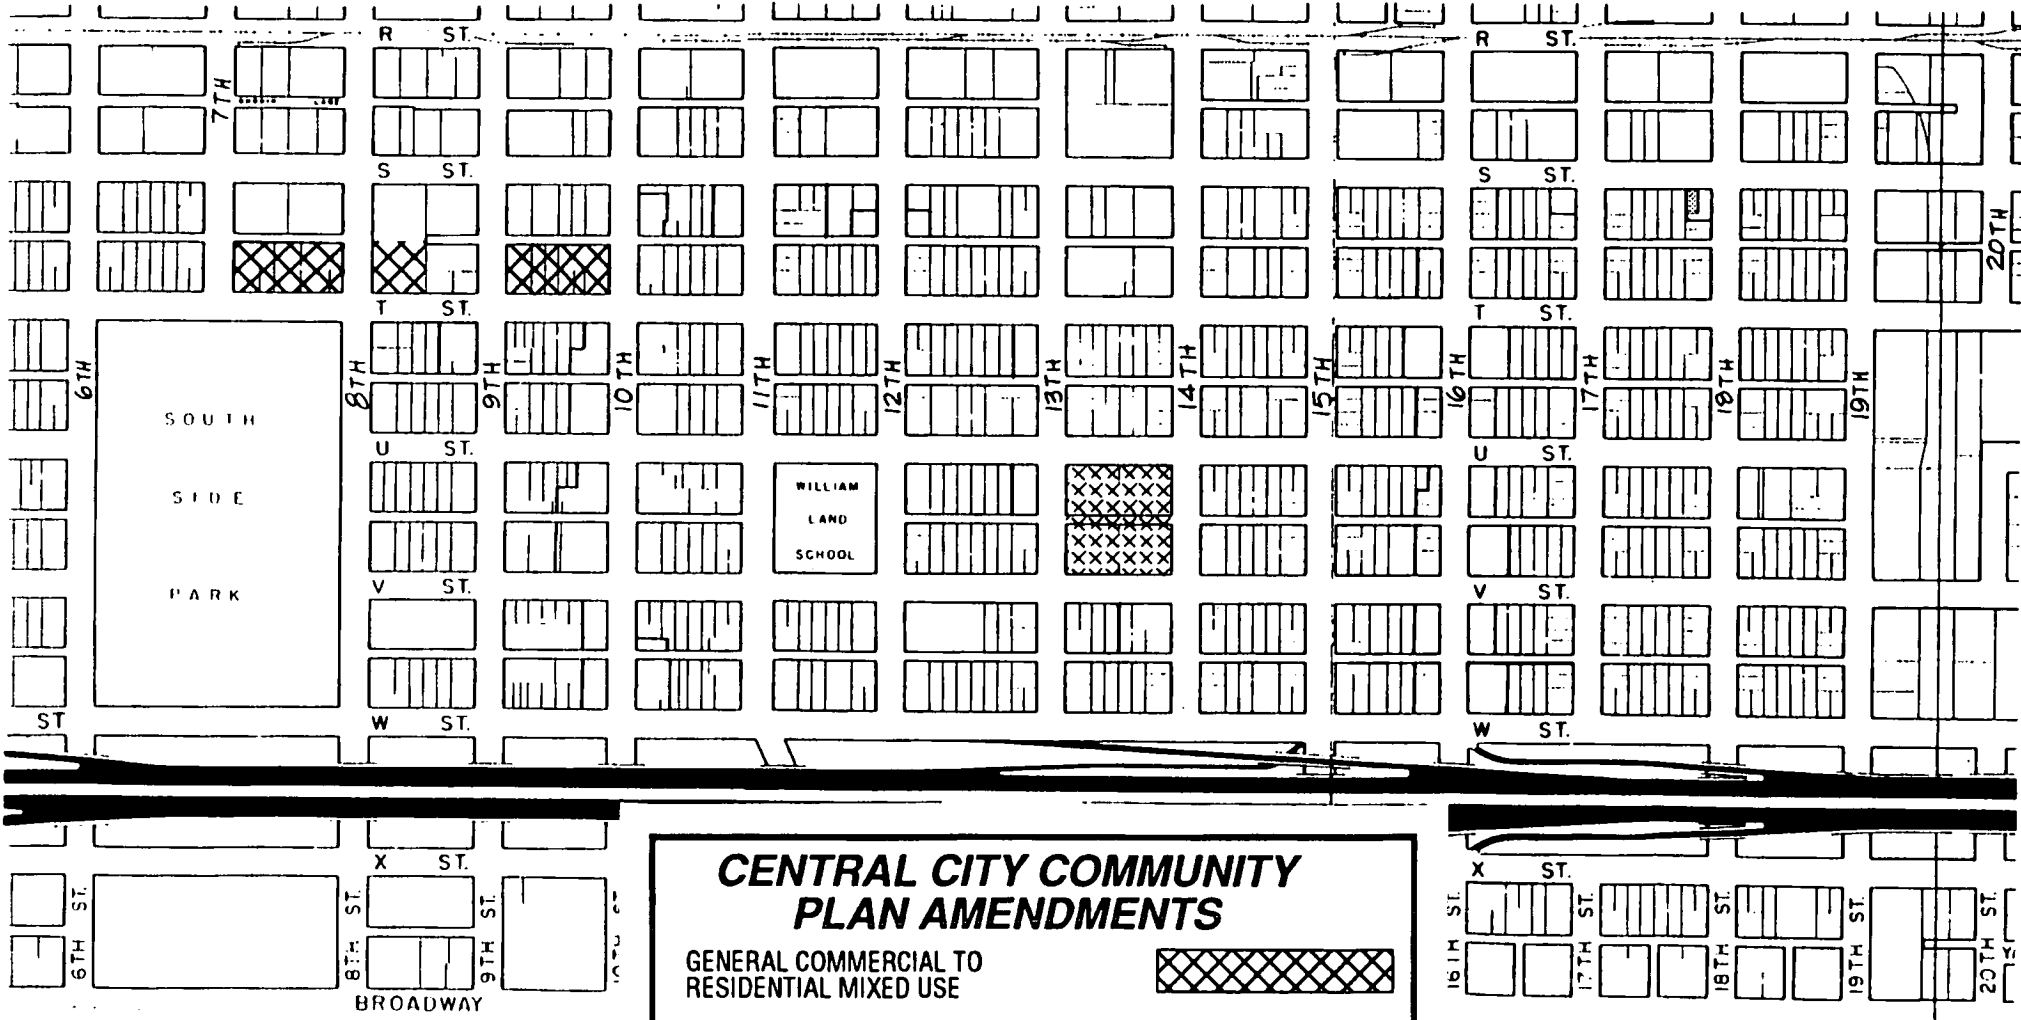 R ST.
R ST.
7TH
S ST.
S ST.
20TH
T ST.
T ST.
6TH
8TH
9TH
10TH
11TH
12TH
13TH
14TH
15TH
16TH
17TH
18TH
19TH
SOUTH
SIDE
PARK
U ST.
U ST.
WILLIAM
LAND
SCHOOL
V ST.
V ST.
ST
W ST.
W ST.
X ST.
X ST.
6TH ST.
8TH ST.
9TH ST.
16TH ST.
17TH ST.
18TH ST.
19TH ST.
20TH ST.
BROADWAY
CENTRAL CITY COMMUNITY
PLAN AMENDMENTS
GENERAL COMMERCIAL TO
RESIDENTIAL MIXED USE